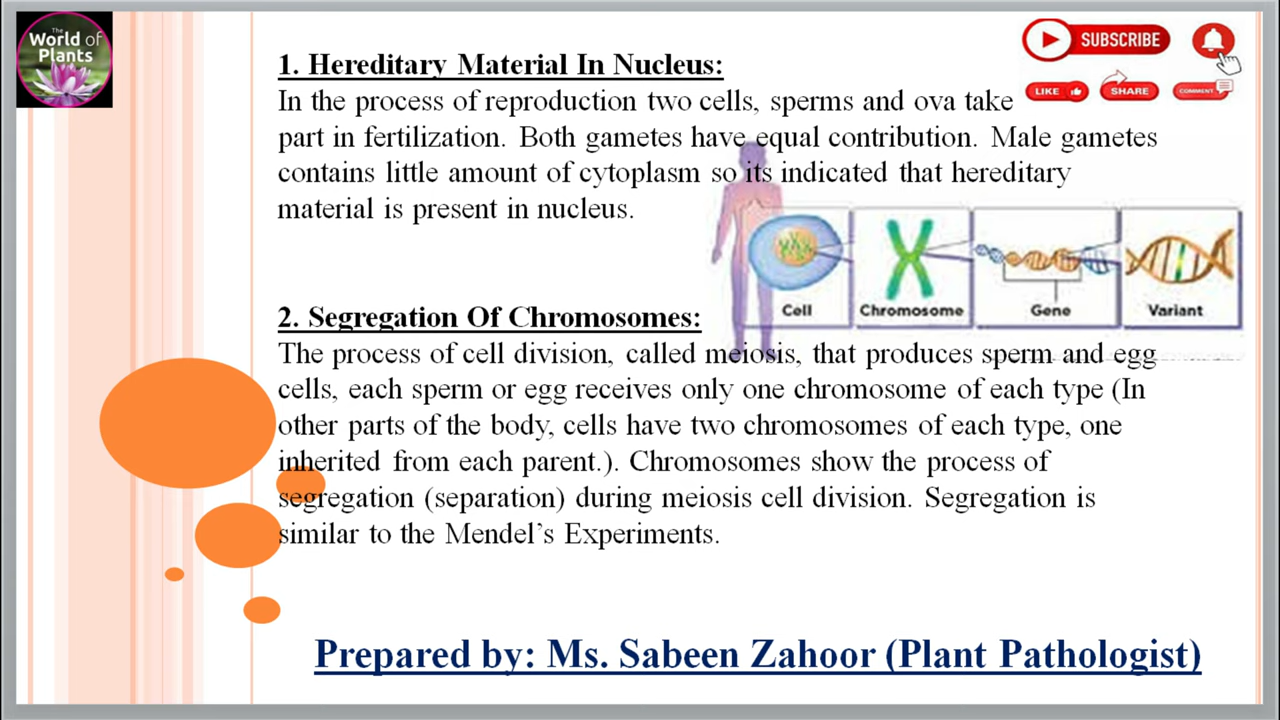 The
World of
Plants
SUBSCRIBE
LIKE
SHARE
COMMENT
1. Hereditary Material In Nucleus:
In the process of reproduction two cells, sperms and ova take
part in fertilization. Both gametes have equal contribution. Male gametes
contains little amount of cytoplasm so its indicated that hereditary
material is present in nucleus.
Cell
Chromosome
Gene
Variant
2. Segregation Of Chromosomes:
The process of cell division, called meiosis, that produces sperm and egg
cells, each sperm or egg receives only one chromosome of each type (In
other parts of the body, cells have two chromosomes of each type, one
inherited from each parent.). Chromosomes show the process of
segregation (separation) during meiosis cell division. Segregation is
similar to the Mendel’s Experiments.
Prepared by: Ms. Sabeen Zahoor (Plant Pathologist)